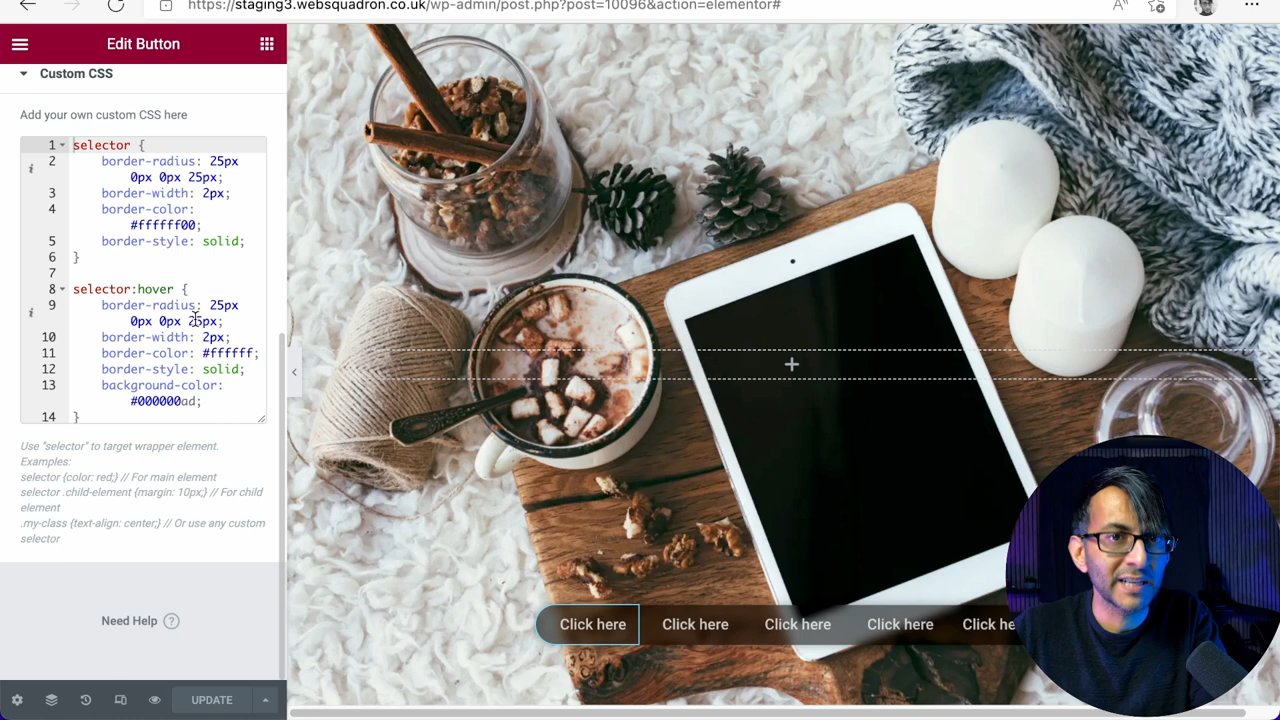 https://staging3.websquadron.co.uk/wp-admin/post.php?post=10096&action=elementor#
Edit Button
Custom CSS
Add your own custom CSS here
1 selector {
2 border-radius: 25px
0px 0px 25px;
3 border-width: 2px;
4 border-color:
#ffffff00;
5 border-style: solid;
6 }
7
8 selector:hover {
9 border-radius: 25px
0px 0px 25px;
10 border-width: 2px;
11 border-color: #ffffff;
12 border-style: solid;
13 background-color:
#000000ad;
14 }
Use "selector" to target wrapper element.
Examples:
selector {color: red;} // For main element
selector .child-element {margin: 10px;} // For child
element
.my-class {text-align: center;} // Or use any custom
selector
Need Help ?
UPDATE
Click here Click here Click here Click here Click he